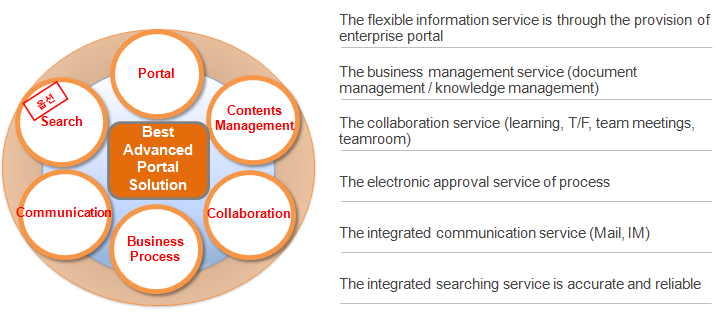 Portal
Contents
Management
Collaboration
Business
Process
Communication
Search
옵션
Best
Advanced
Portal
Solution
The flexible information service is through the provision of
enterprise portal
The business management service (document
management / knowledge management)
The collaboration service (learning, T/F, team meetings,
teamroom)
The electronic approval service of process
The integrated communication service (Mail, IM)
The integrated searching service is accurate and reliable